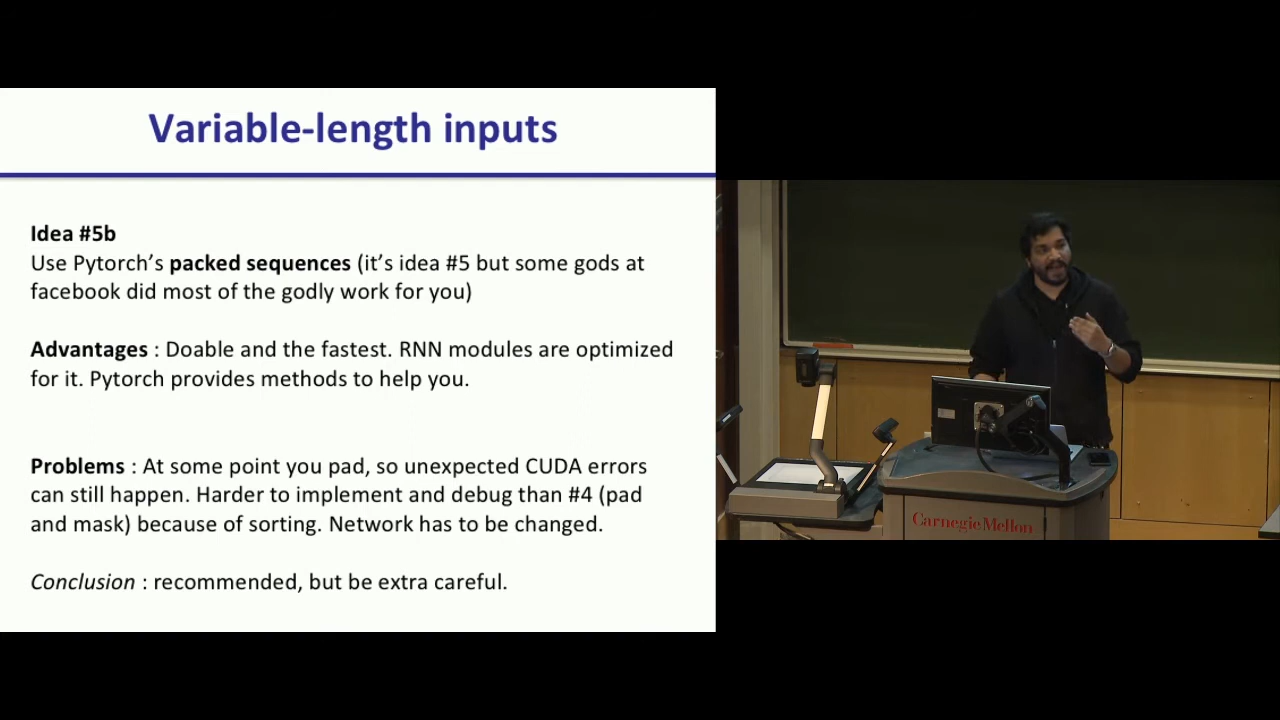 Variable-length inputs
Idea #5b
Use Pytorch’s packed sequences (it’s idea #5 but some gods at
facebook did most of the godly work for you)
Advantages : Doable and the fastest. RNN modules are optimized
for it. Pytorch provides methods to help you.
Problems : At some point you pad, so unexpected CUDA errors
can still happen. Harder to implement and debug than #4 (pad
and mask) because of sorting. Network has to be changed.
Conclusion : recommended, but be extra careful.
Carnegie Mellon